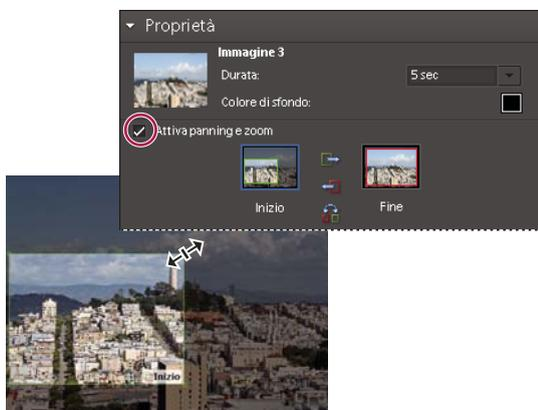 Proprietà
Immagine 3
Durata:
5 sec
Colore di sfondo:
Attiva panning e zoom
Inizio
Fine
Inizio